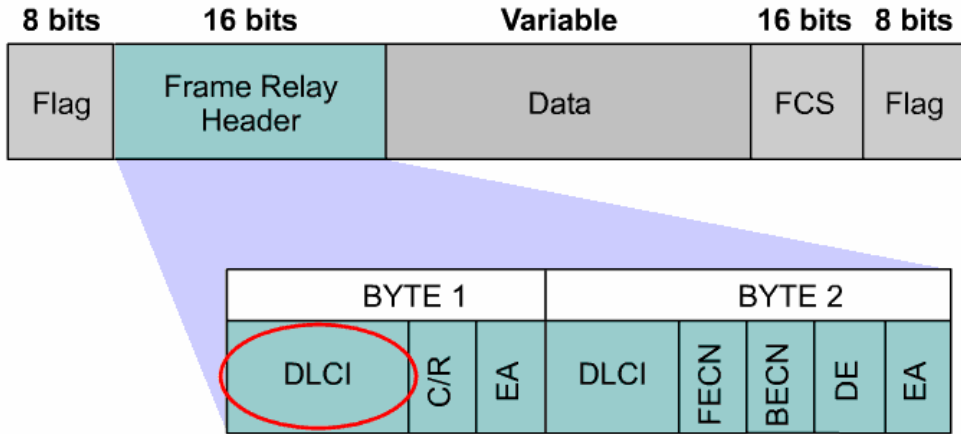 8 bits 16 bits Variable 16 bits 8 bits
Flag Frame Relay Header Data FCS Flag
BYTE 1 BYTE 2
DLCI C/R EA DLCI FECN BECN DE EA